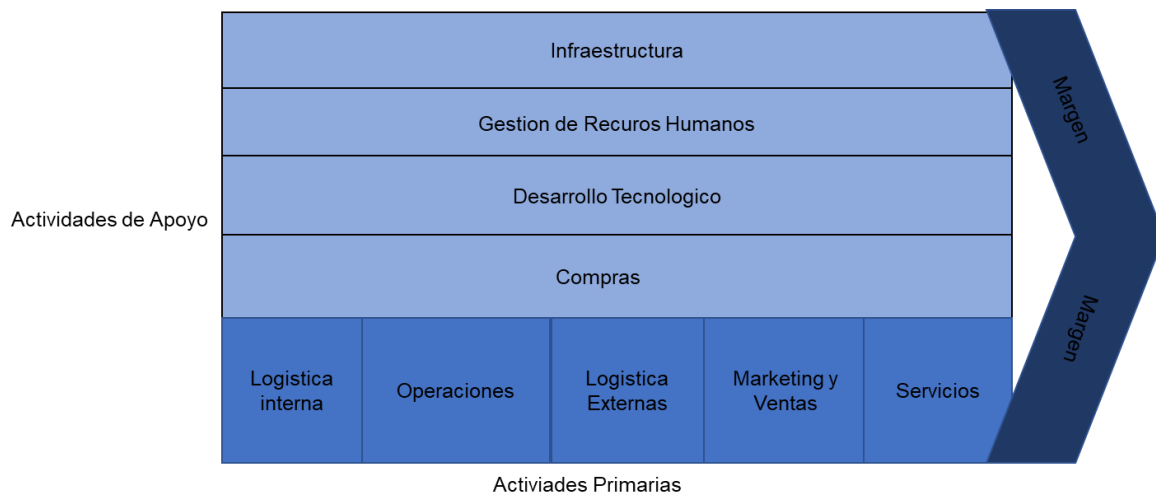 Infraestructura
Margen
Gestion de Recuros Humanos
Desarrollo Tecnologico
Actividades de Apoyo
Compras
Margen
Logistica
interna
Operaciones
Logistica
Externas
Marketing y
Ventas
Servicios
Activiades Primarias